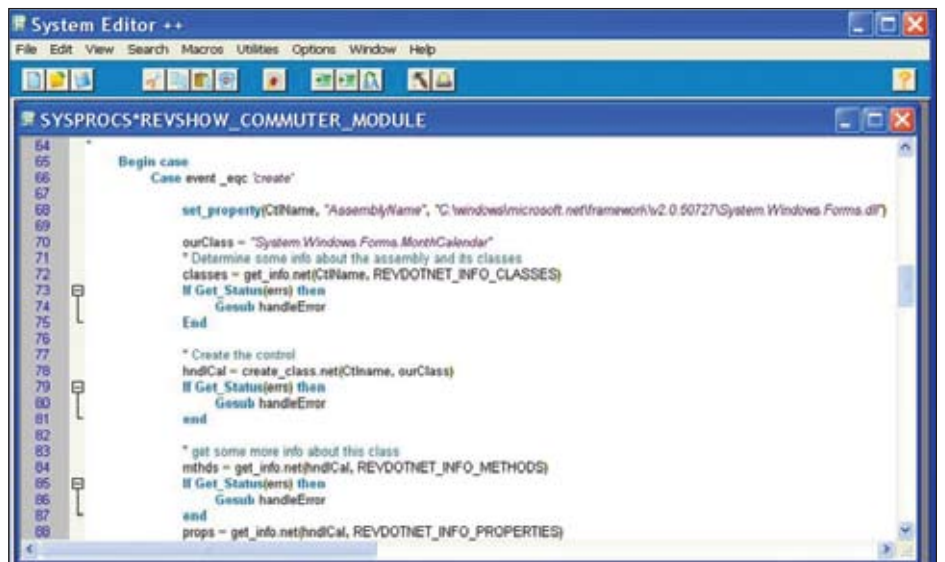 System Editor ++
File Edit View Search Macros Utilities Options Window Help
SYSPROCS*REVSHOW_COMMUTER_MODULE
64 *
65 Begin case
66 Case event _eqc 'create'
67
68 set_property(CtlName, "AssemblyName", "C:\windows\microsoft.net\framework\v2.0.50727\System.Windows.Forms.dll")
69
70 ourClass = "System.Windows.Forms.MonthCalendar"
71 * Determine some info about the assembly and its classes
72 classes = get_info.net(CtlName, REVDOTNET_INFO_CLASSES)
73 If Get_Status(errs) then
74 Gosub handleError
75 End
76
77 * Create the control
78 hndlCal = create_class.net(Ctlname, ourClass)
79 If Get_Status(errs) then
80 Gosub handleError
81 end
82
83 * get some more info about this class
84 mthds = get_info.net(hndlCal, REVDOTNET_INFO_METHODS)
85 If Get_Status(errs) then
86 Gosub handleError
87 end
88 props = get_info.net(hndlCal, REVDOTNET_INFO_PROPERTIES)